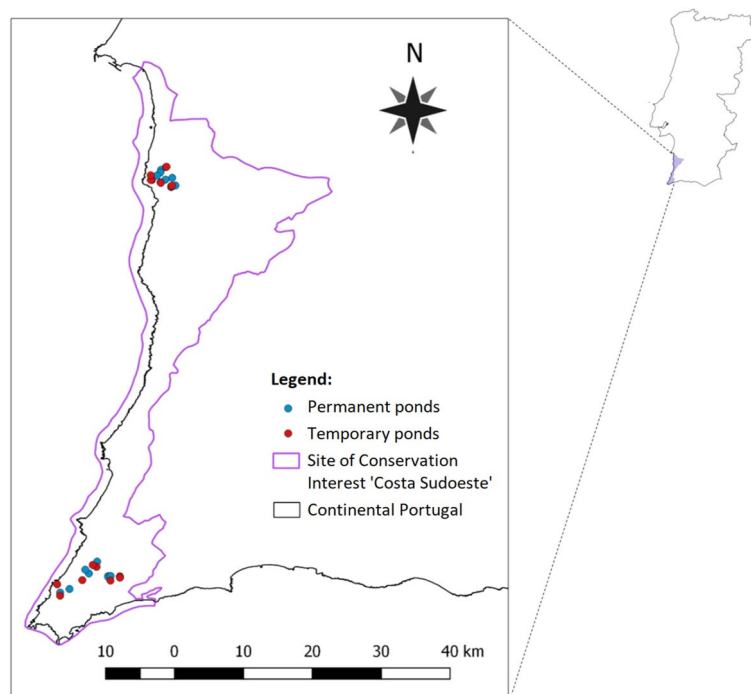 N
Legend:
Permanent ponds
Temporary ponds
Site of Conservation
Interest 'Costa Sudoeste'
Continental Portugal
10 0 10 20 30 40 km